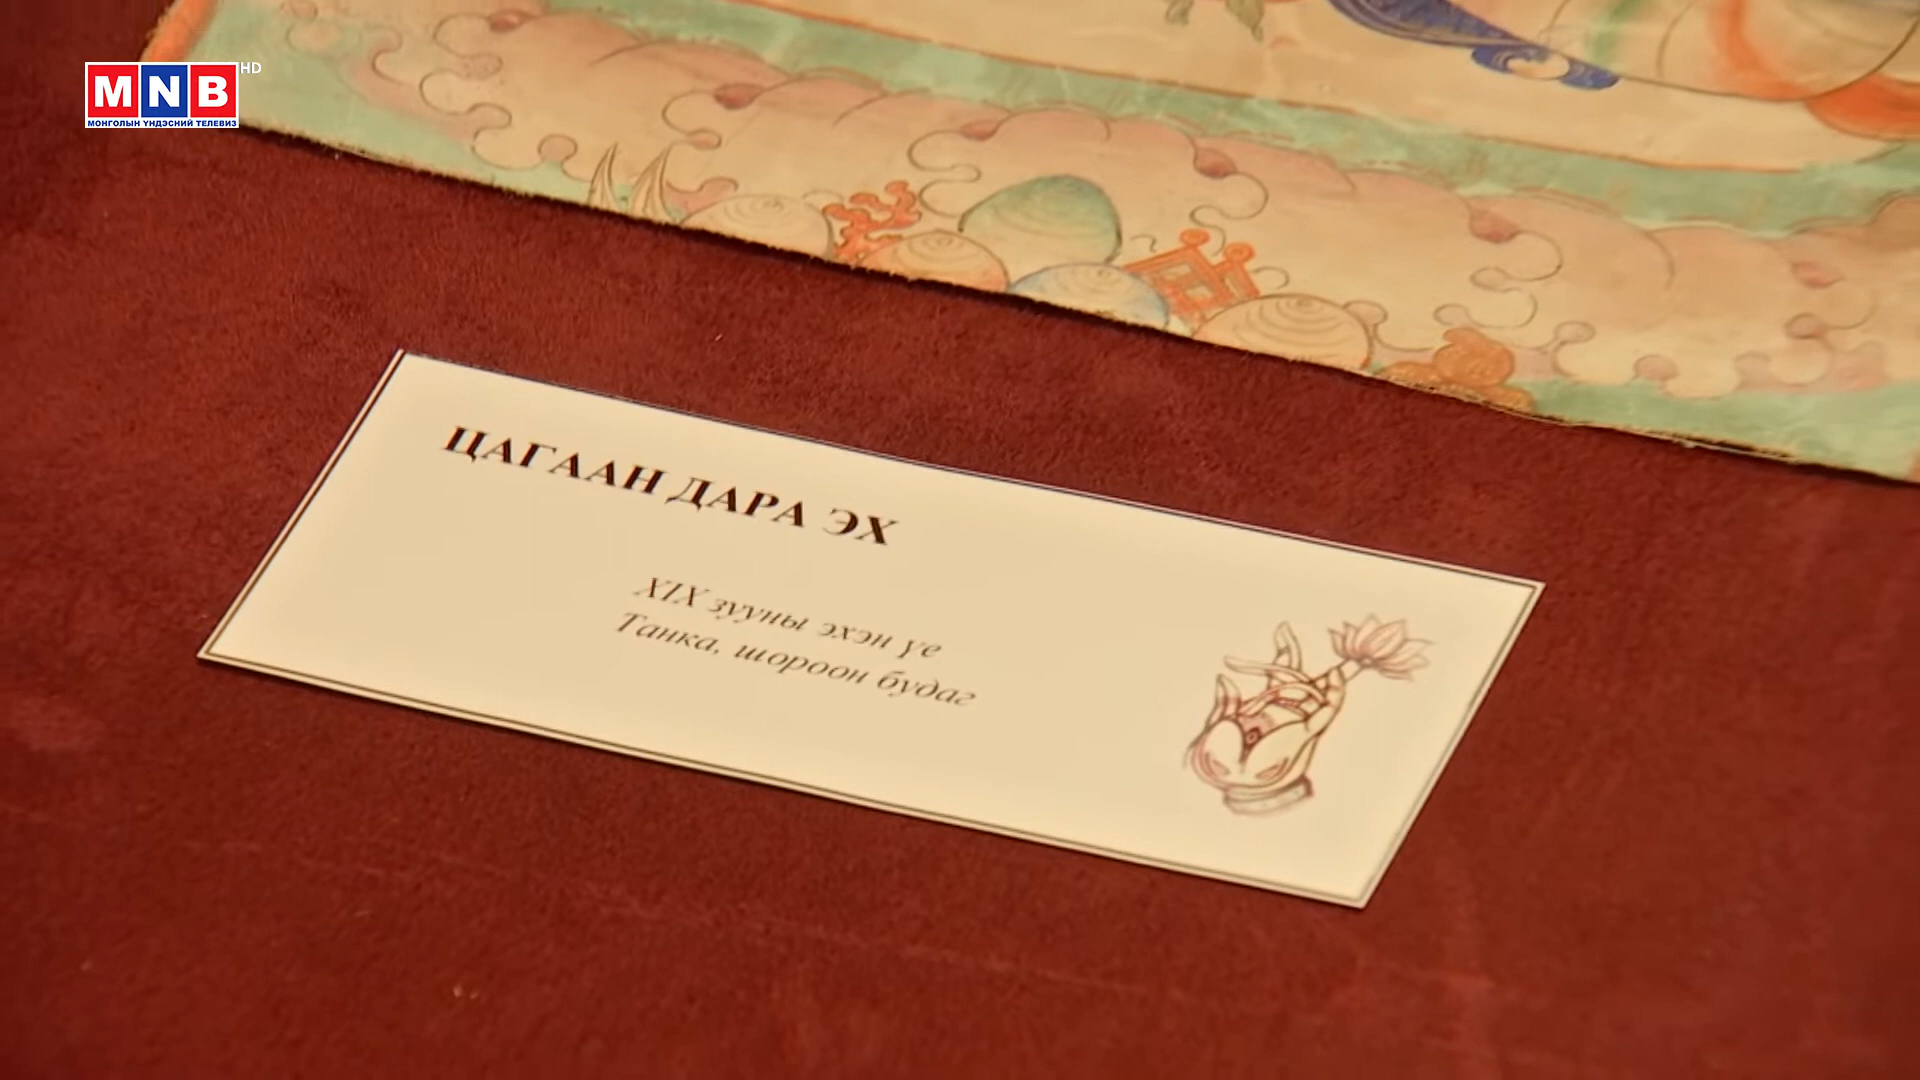 MNB HD
МОНГОЛЫН ҮНДЭСНИЙ ТЕЛЕВИЗ
ЦАГААН ДАРА ЭХ
XIX зууны эхэн үе
Танка, шороон будаг